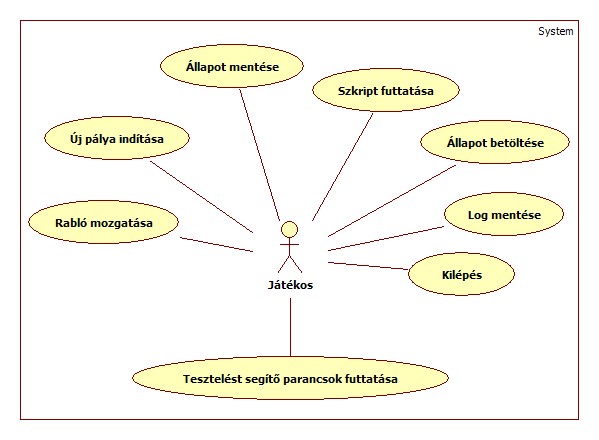 System
Állapot mentése
Szkript futtatása
Új pálya indítása
Állapot betöltése
Rabló mozgatása
Log mentése
Kilépés
Játékos
Tesztelést segítő parancsok futtatása